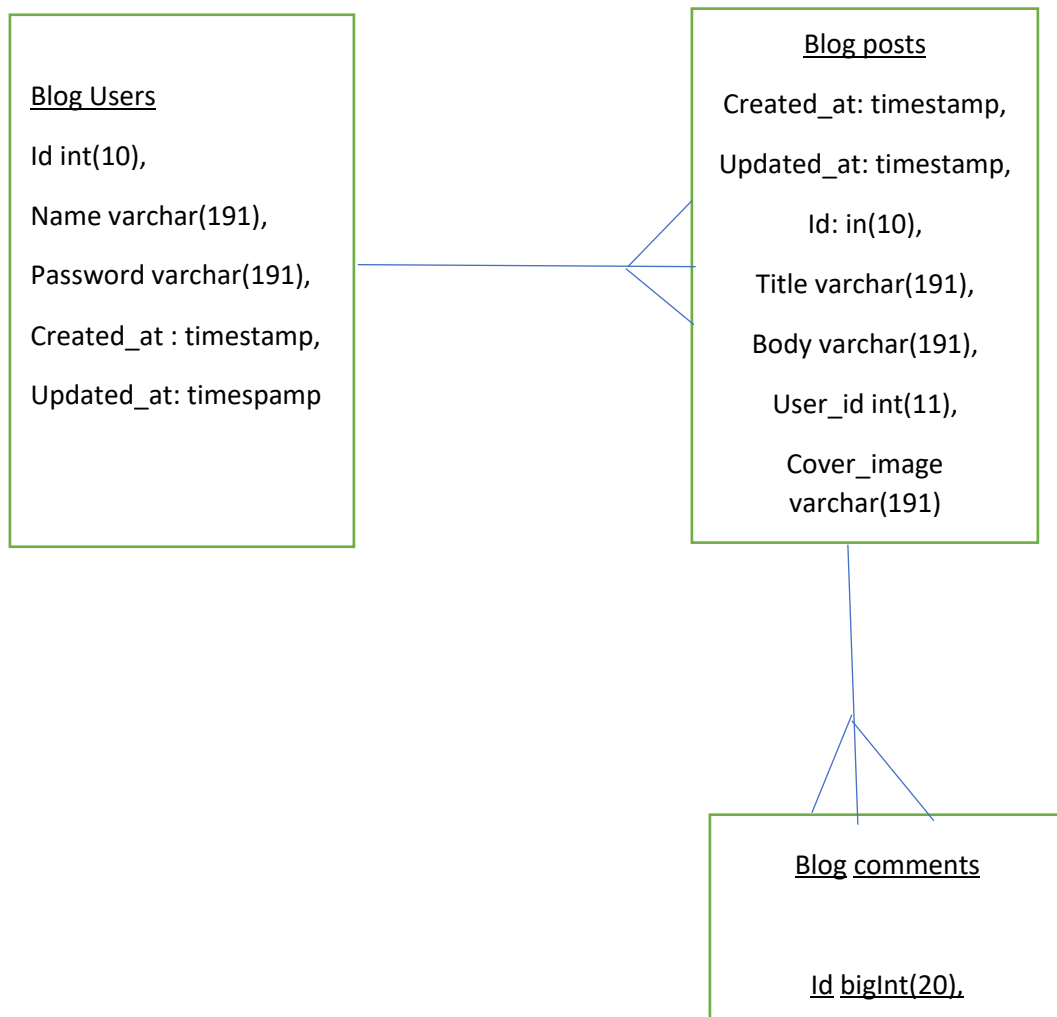 Blog Users
Id int(10),
Name varchar(191),
Password varchar(191),
Created_at : timestamp,
Updated_at: timespamp
Blog posts
Created_at: timestamp,
Updated_at: timestamp,
Id: in(10),
Title varchar(191),
Body varchar(191),
User_id int(11),
Cover_image
varchar(191)
Blog comments
Id bigInt(20),